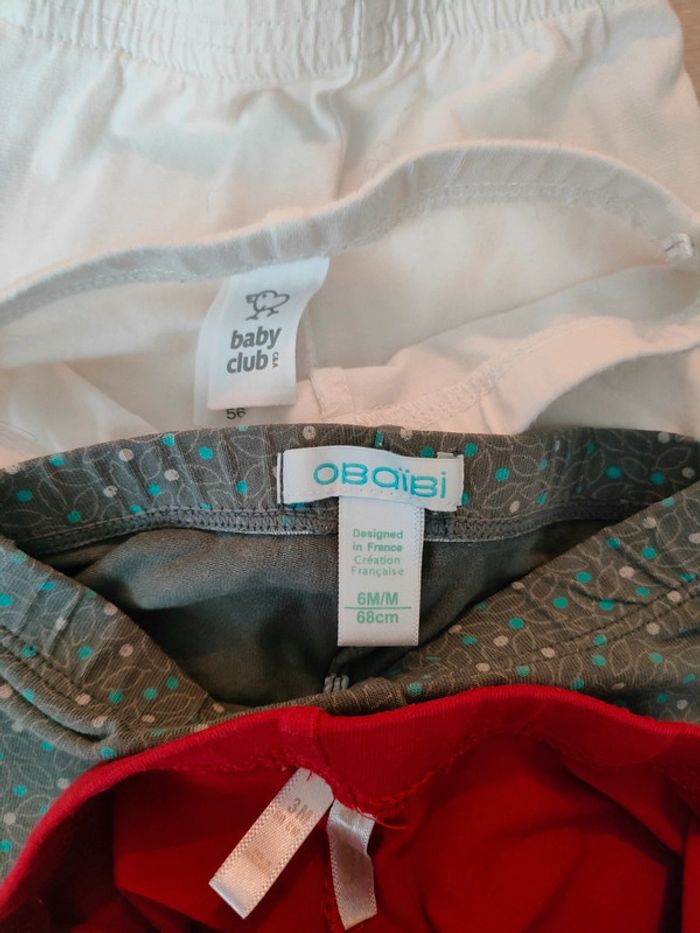 baby
club
C&A
56
OBAÏBI
Designed
in France
Création
Française
6M/M
68cm
3M